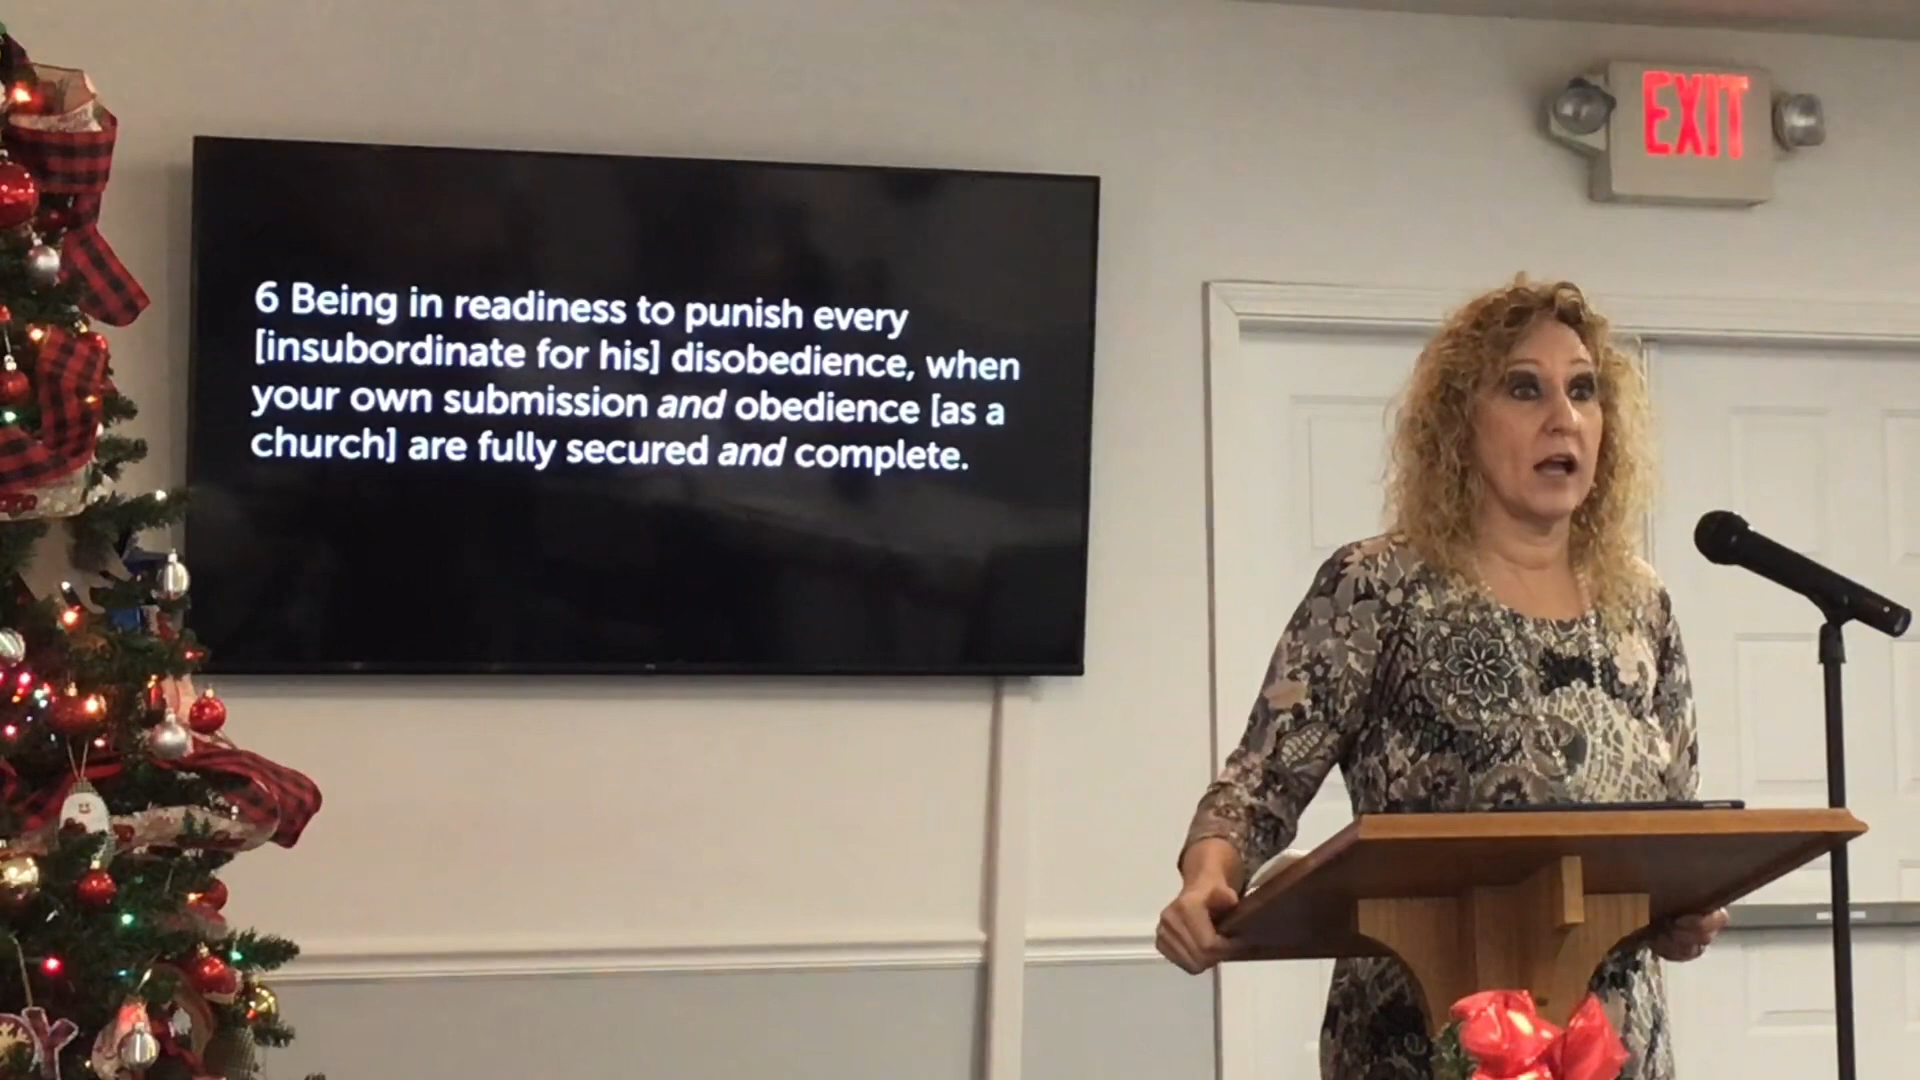 6 Being in readiness to punish every
[insubordinate for his] disobedience, when
your own submission and obedience [as a
church] are fully secured and complete.
EXIT